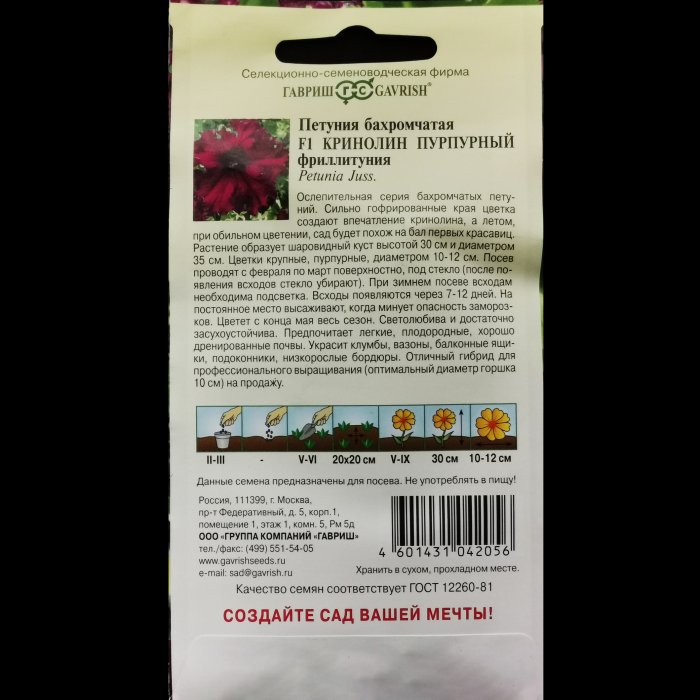 Селекционно-семеноводческая фирма
ГАВРИШ ГС GAVRISH®
Петуния бахромчатая
F1 КРИНОЛИН ПУРПУРНЫЙ
фриллитуния
Petunia Juss.
Ослепительная серия бахромчатых пету-
ний. Сильно гофрированные края цветка
создают впечатление кринолина, а летом,
при обильном цветении, сад будет похож на бал первых красавиц.
Растение образует шаровидный куст высотой 30 см и диаметром
35 см. Цветки крупные, пурпурные, диаметром 10-12 см. Посев
проводят с февраля по март поверхностно, под стекло (после по-
явления всходов стекло убирают). При зимнем посеве всходам
необходима подсветка. Всходы появляются через 7-12 дней. На
постоянное место высаживают, когда минует опасность замороз-
ков. Цветет с конца мая весь сезон. Светолюбива и достаточно
засухоустойчива. Предпочитает легкие, плодородные, хорошо
дренированные почвы. Украсит клумбы, вазоны, балконные ящи-
ки, подоконники, низкорослые бордюры. Отличный гибрид для
профессионального выращивания (оптимальный диаметр горшка
10 см) на продажу.
II-III - V-VI 20х20 см V-IX 30 см 10-12 см
Данные семена предназначены для посева. Не употреблять в пищу!
Россия, 111399, г. Москва,
пр-т Федеративный, д. 5, корп.1,
помещение 1, этаж 1, комн. 5, Рм 5д
ООО «ГРУППА КОМПАНИЙ «ГАВРИШ»
тел./факс: (499) 551-54-05
www.gavrishseeds.ru
e-mail: sad@gavrish.ru
4 601431 042056
Хранить в сухом, прохладном месте.
Качество семян соответствует ГОСТ 12260-81
СОЗДАЙТЕ САД ВАШЕЙ МЕЧТЫ!